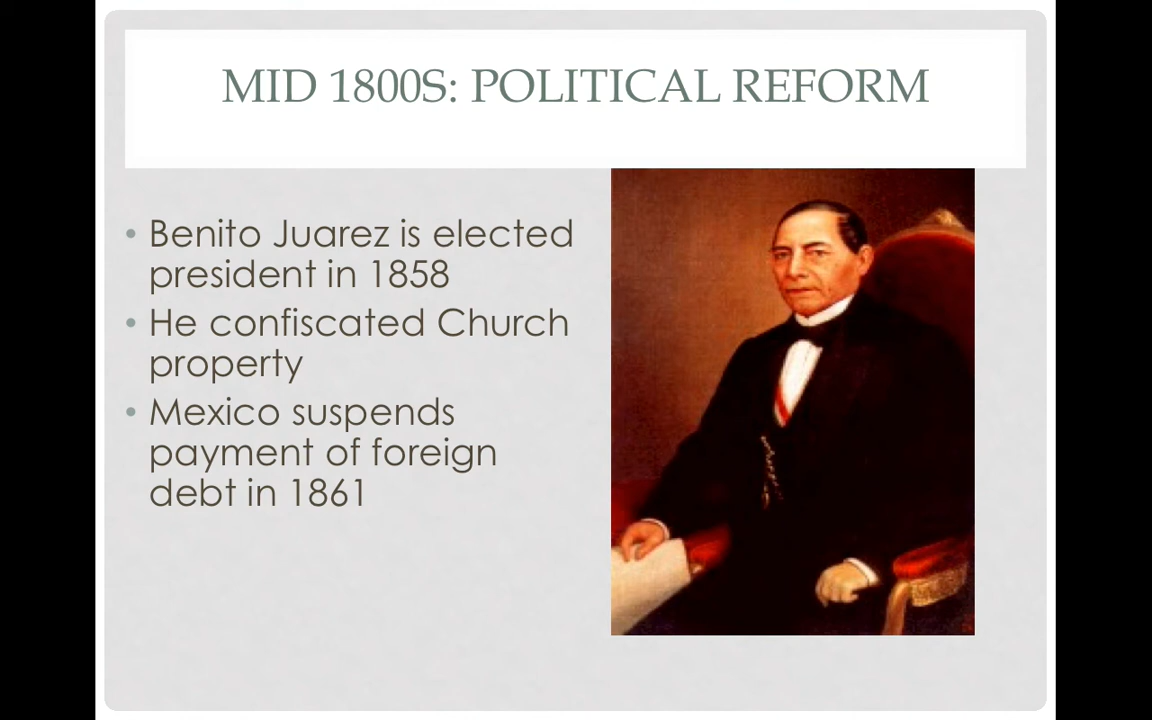 MID 1800S: POLITICAL REFORM
• Benito Juarez is elected
president in 1858
• He confiscated Church
property
• Mexico suspends
payment of foreign
debt in 1861